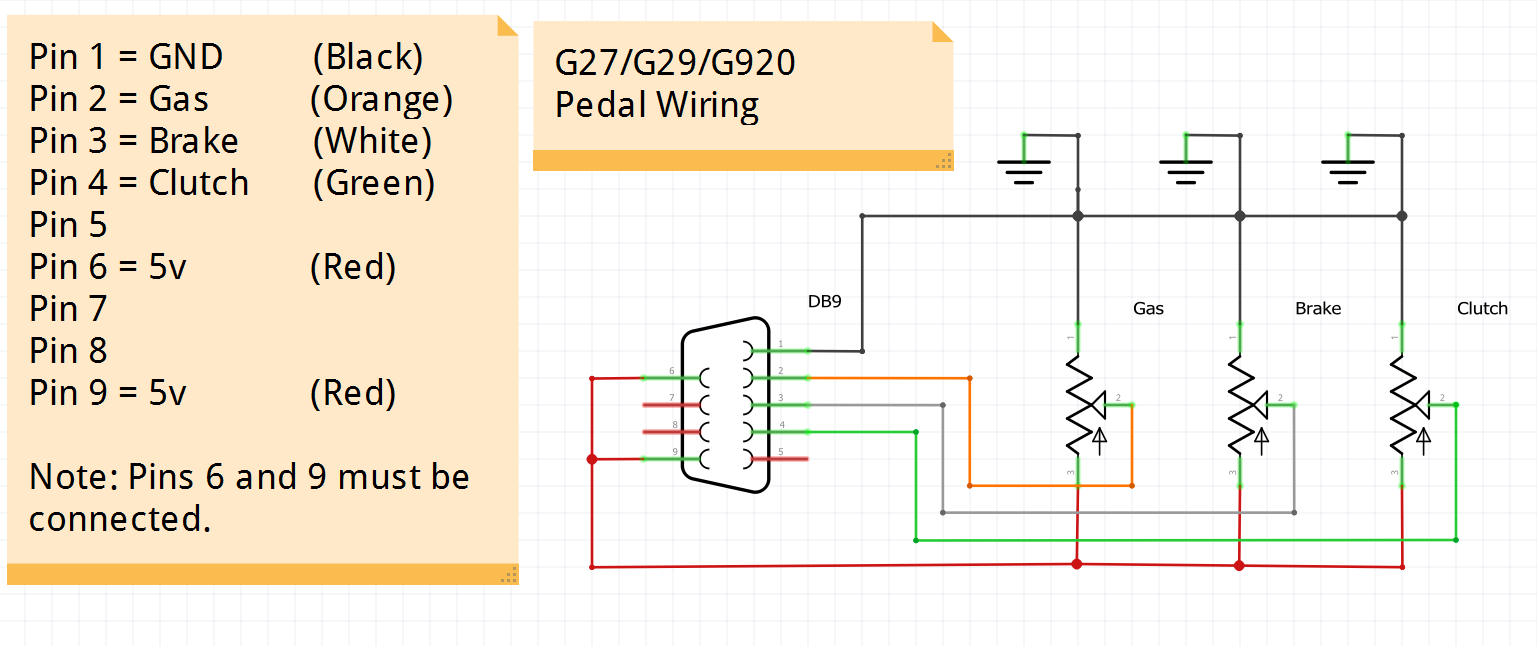 Pin 1 = GND (Black)
Pin 2 = Gas (Orange)
Pin 3 = Brake (White)
Pin 4 = Clutch (Green)
Pin 5
Pin 6 = 5v (Red)
Pin 7
Pin 8
Pin 9 = 5v (Red)
Note: Pins 6 and 9 must be
connected.
G27/G29/G920
Pedal Wiring
DB9
1
2
3
4
5
6
7
8
9
Gas
1
2
3
Brake
1
2
3
Clutch
1
2
3